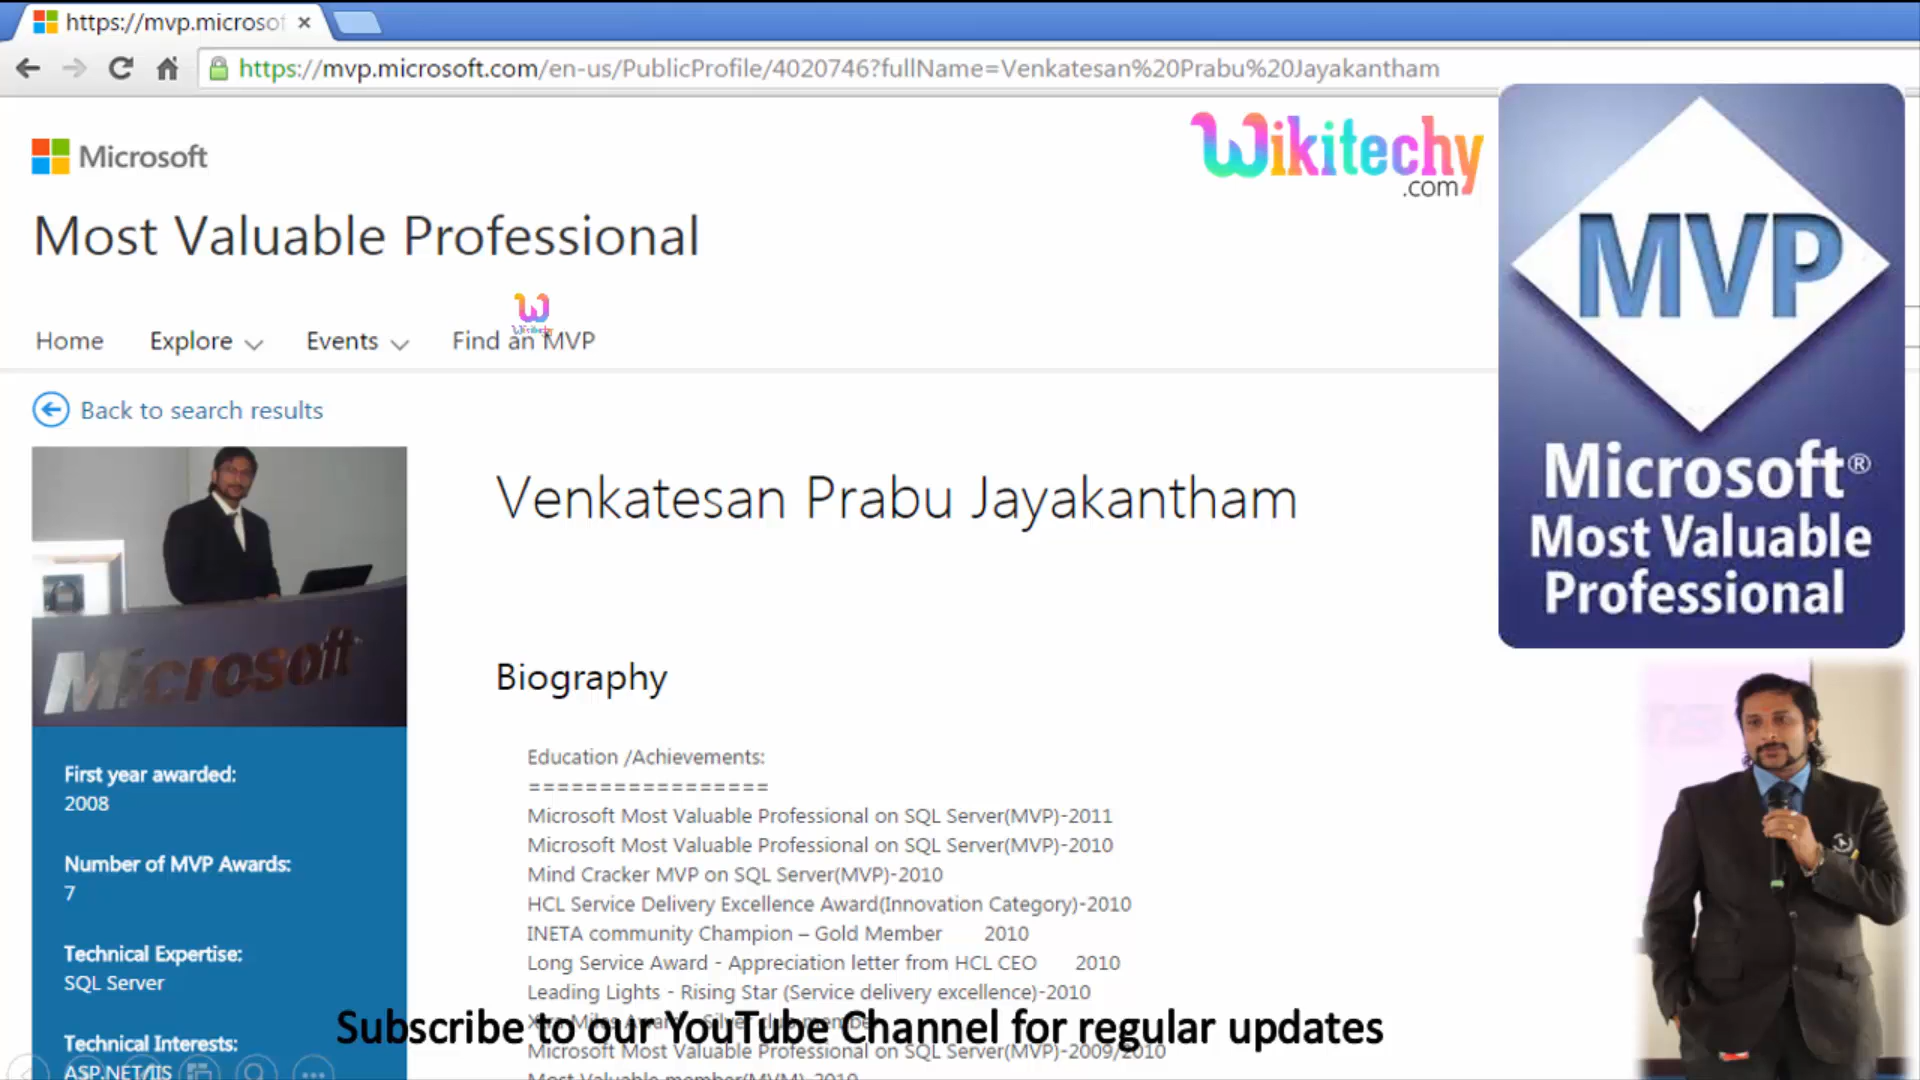 https://mvp.microsof
https://mvp.microsoft.com/en-us/PublicProfile/4020746?fullName=Venkatesan%20Prabu%20Jayakantham
Microsoft
Wikitechy
.com
Most Valuable Professional
Home Explore Events Find an MVP
Back to search results
MVP
Microsoft®
Most Valuable
Professional
Microsoft
Venkatesan Prabu Jayakantham
Biography
First year awarded:
2008
Number of MVP Awards:
7
Technical Expertise:
SQL Server
Technical Interests:
ASP.NET/IIS
Education /Achievements:
=================
Microsoft Most Valuable Professional on SQL Server(MVP)-2011
Microsoft Most Valuable Professional on SQL Server(MVP)-2010
Mind Cracker MVP on SQL Server(MVP)-2010
HCL Service Delivery Excellence Award(Innovation Category)-2010
INETA community Champion – Gold Member 2010
Long Service Award - Appreciation letter from HCL CEO 2010
Leading Lights - Rising Star (Service delivery excellence)-2010
Subscribe to our YouTube Channel for regular updates
Microsoft Most Valuable Professional on SQL Server(MVP)-2009/2010
Most Valuable member(MVM)-2010